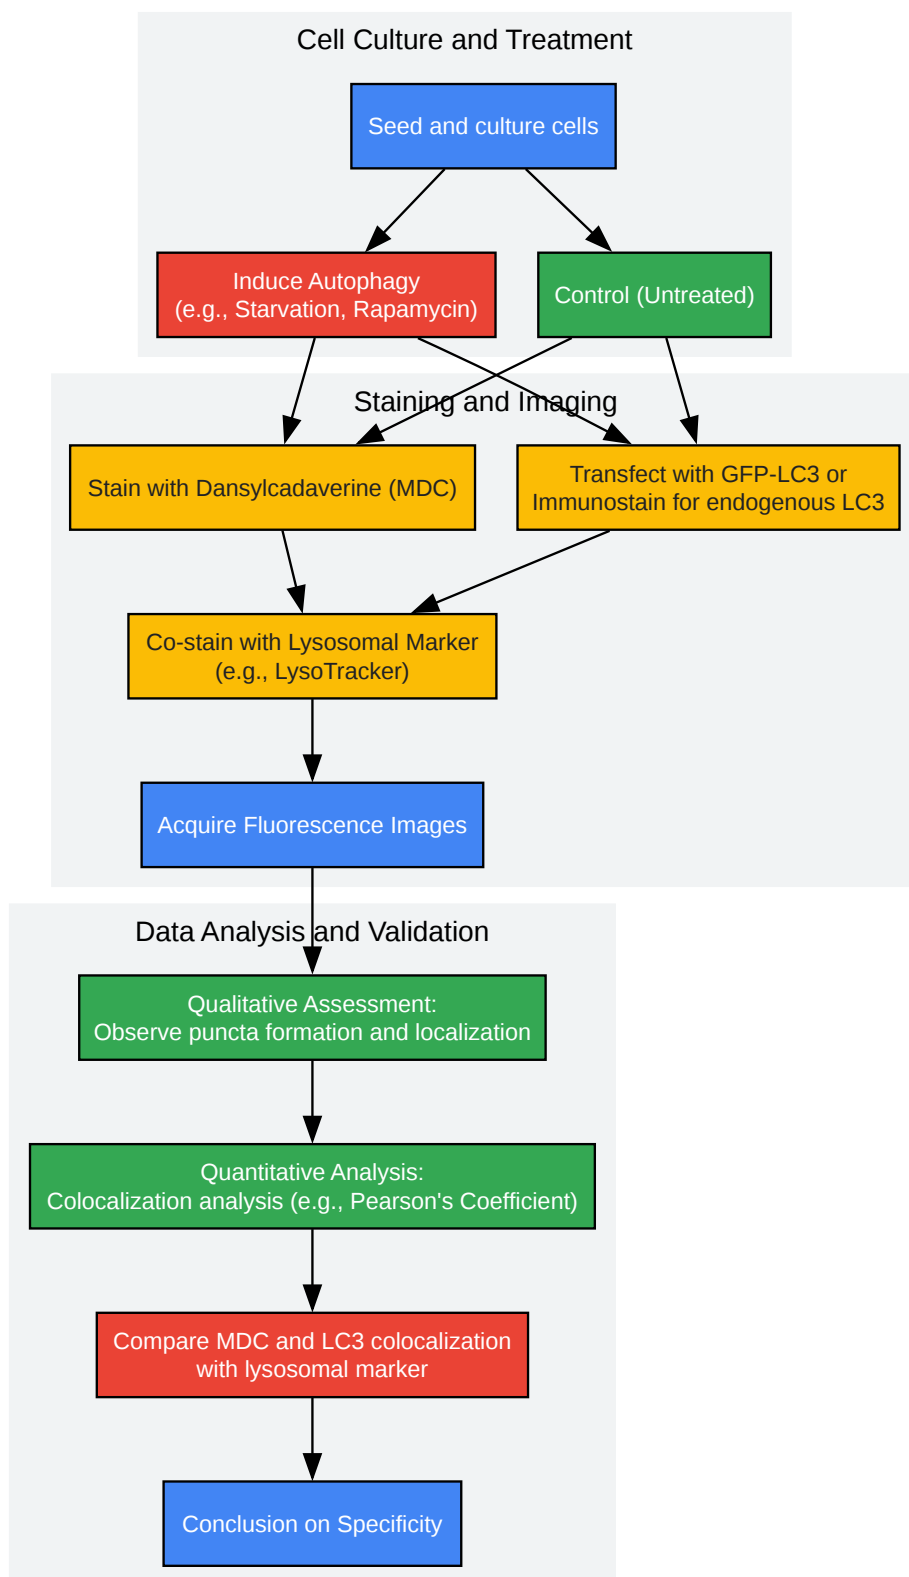 Cell Culture and Treatment
Seed and culture cells
Induce Autophagy
(e.g., Starvation, Rapamycin)
Control (Untreated)
Staining and Imaging
Stain with Dansylcadaverine (MDC)
Transfect with GFP-LC3 or
Immunostain for endogenous LC3
Co-stain with Lysosomal Marker
(e.g., LysoTracker)
Acquire Fluorescence Images
Data Analysis and Validation
Qualitative Assessment:
Observe puncta formation and localization
Quantitative Analysis:
Colocalization analysis (e.g., Pearson's Coefficient)
Compare MDC and LC3 colocalization
with lysosomal marker
Conclusion on Specificity